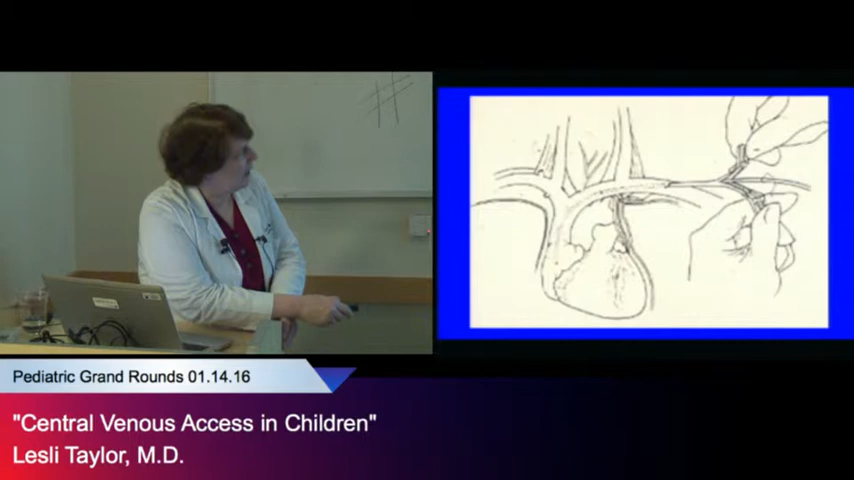 Pediatric Grand Rounds 01.14.16
"Central Venous Access in Children"
Lesli Taylor, M.D.